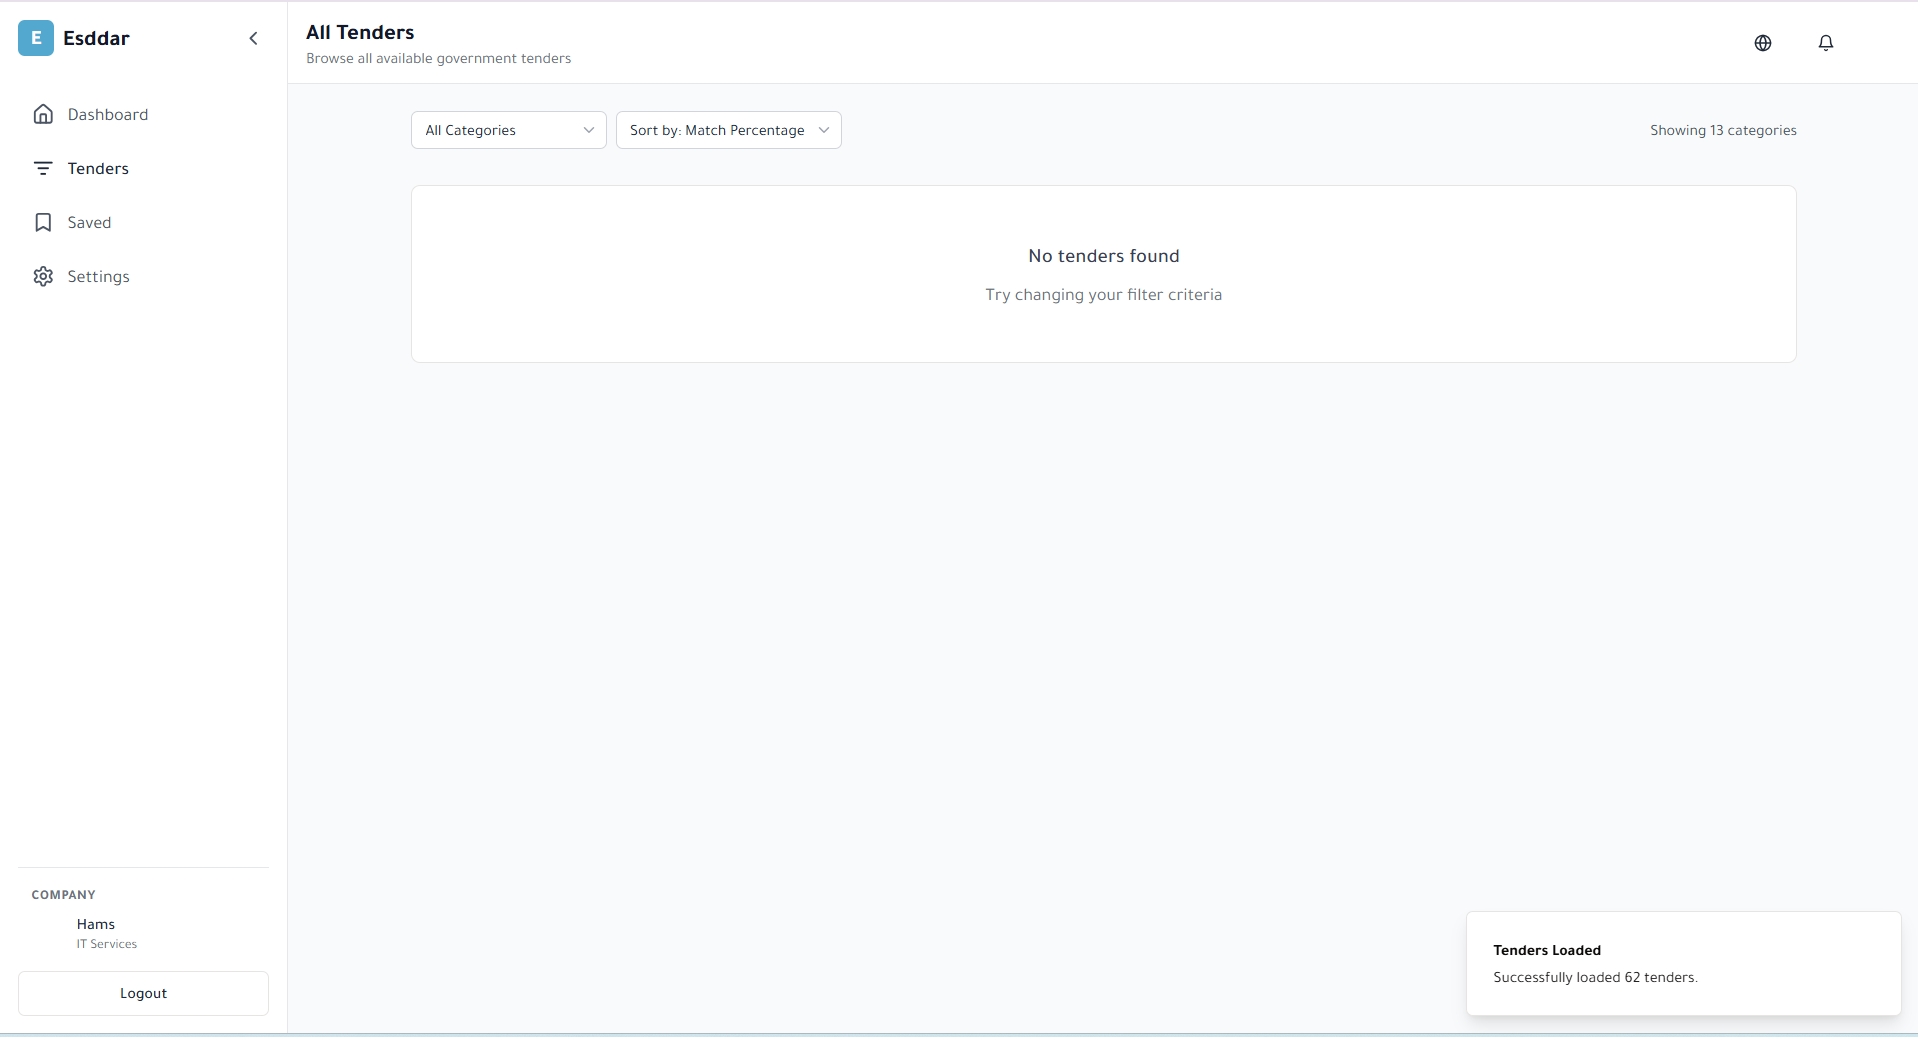 E
Esddar
Dashboard
Tenders
Saved
Settings
COMPANY
Hams
IT Services
Logout
All Tenders
Browse all available government tenders
All Categories
Sort by: Match Percentage
Showing 13 categories
No tenders found
Try changing your filter criteria
Tenders Loaded
Successfully loaded 62 tenders.